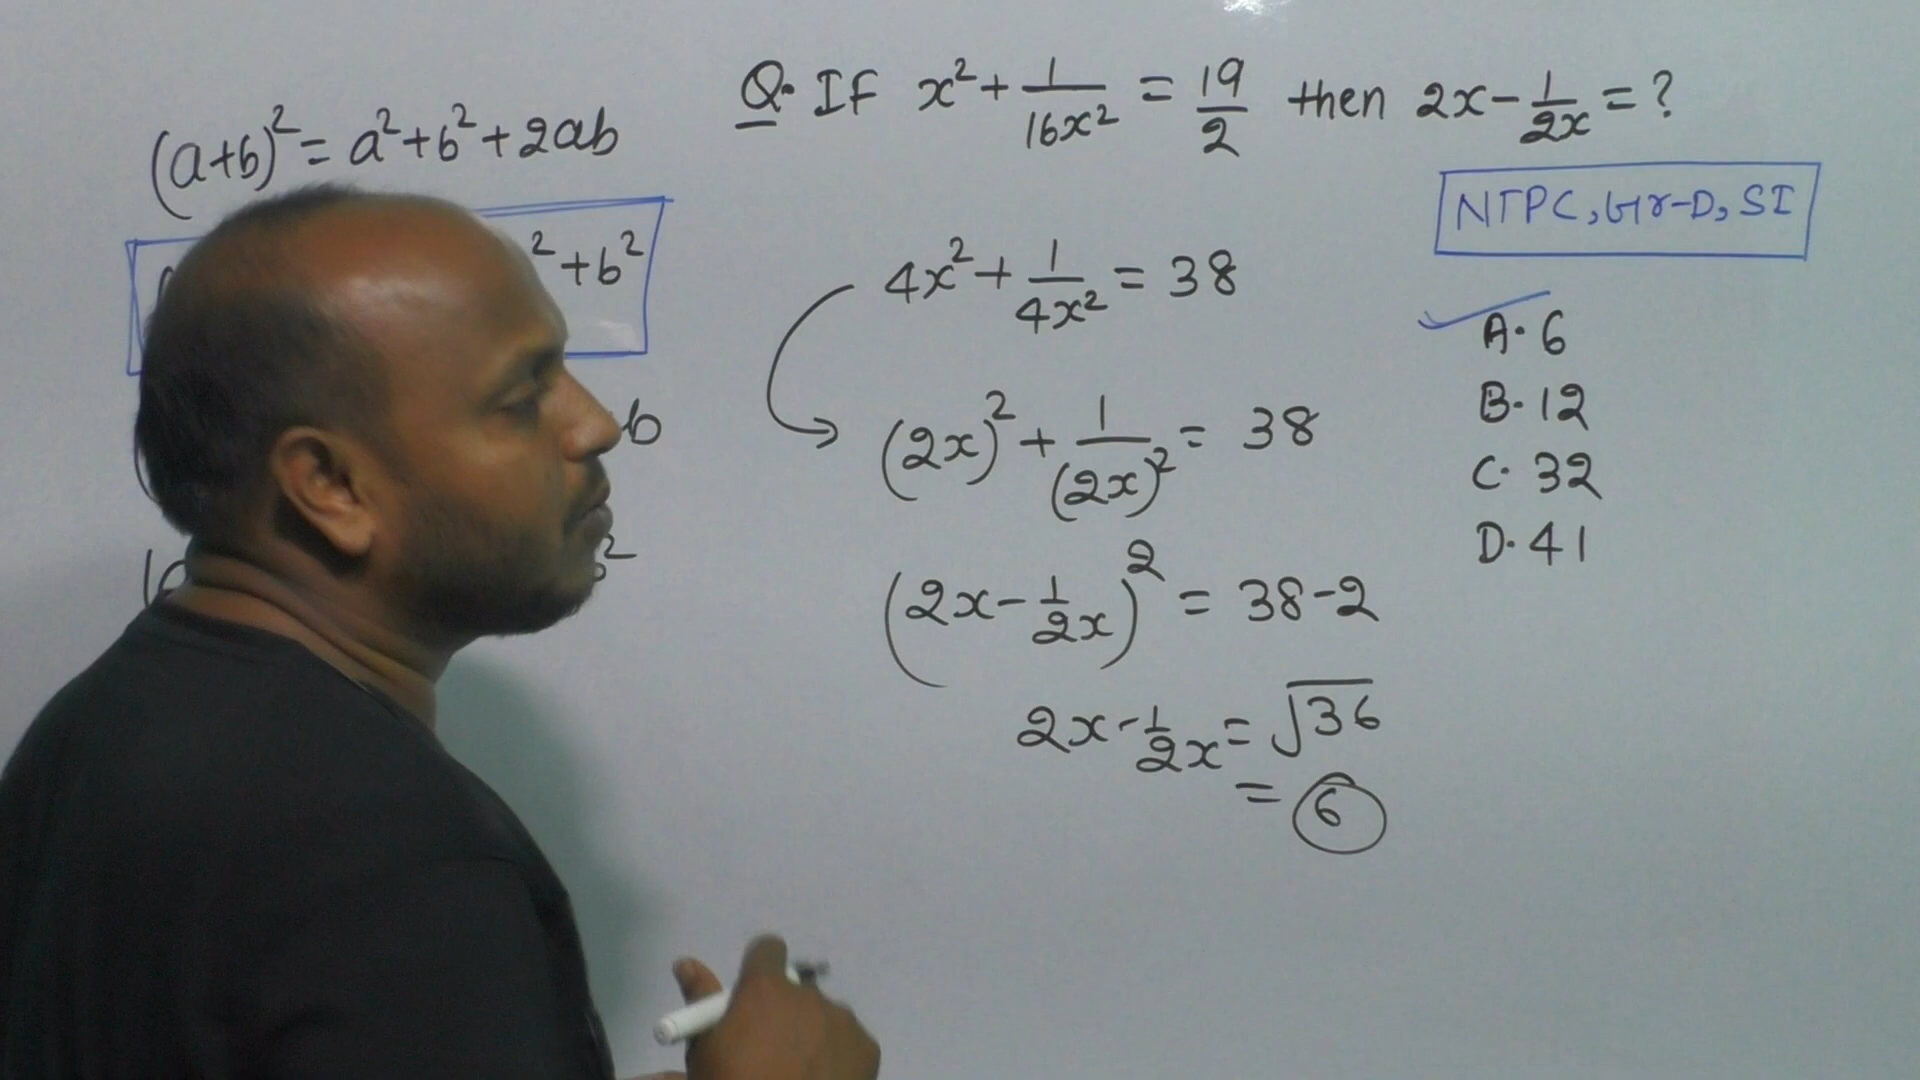 Q. IF x² + 1/16x² = 19/2 then 2x - 1/2x = ?
(a+b)² = a² + b² + 2ab
² + b²
b
²
NTPC, Gr-D, SI
4x² + 1/4x² = 38
(2x)² + 1/(2x)² = 38
(2x - 1/2x)² = 38 - 2
2x - 1/2x = √36
= 6
A. 6
B. 12
C. 32
D. 41